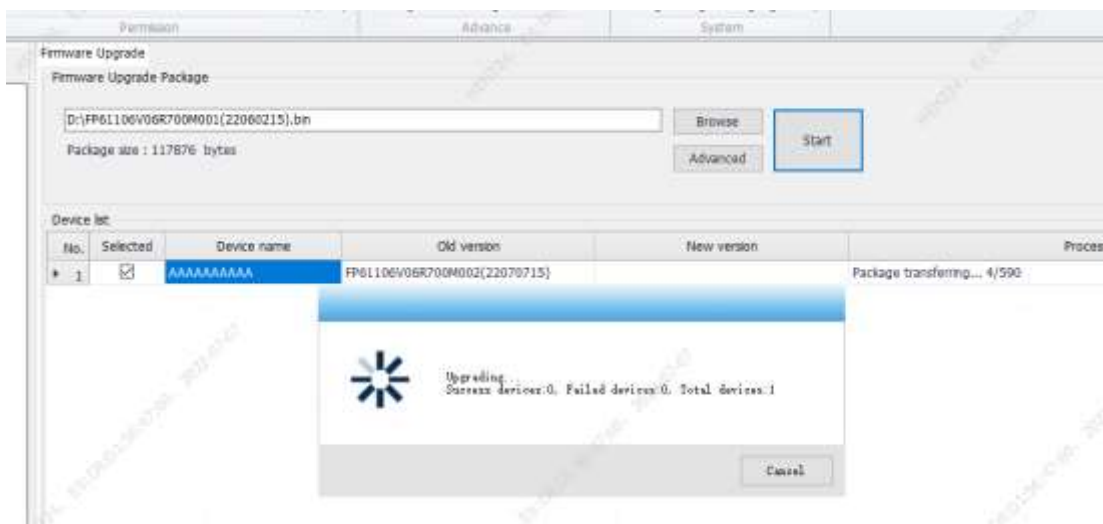 Permission Advance System
Firmware Upgrade
Firmware Upgrade Package
D:\FP61106V06R700M001(22060215).bin
Browse
Start
Package size : 117876 bytes
Advanced
Device list
No. Selected Device name Old version New version Proces
1 AAAAAAAAAA FP61106V06R700M002(22070715) Package transferring... 4/590
Upgrading...
Success devices:0, Failed devices:0, Total devices:1
Cancel